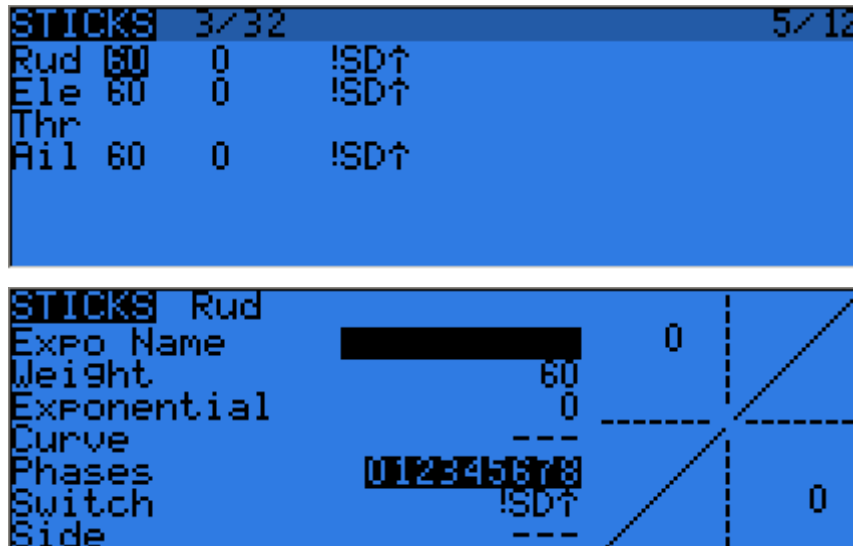 STICKS 3/32 5/12
Rud 60 0 !SD↑
Ele 60 0 !SD↑
Thr
Ail 60 0 !SD↑
STICKS Rud
Expo Name 0
Weight 60
Exponential 0
Curve ---
Phases 012345678
Switch !SD↑ 0
Side ---